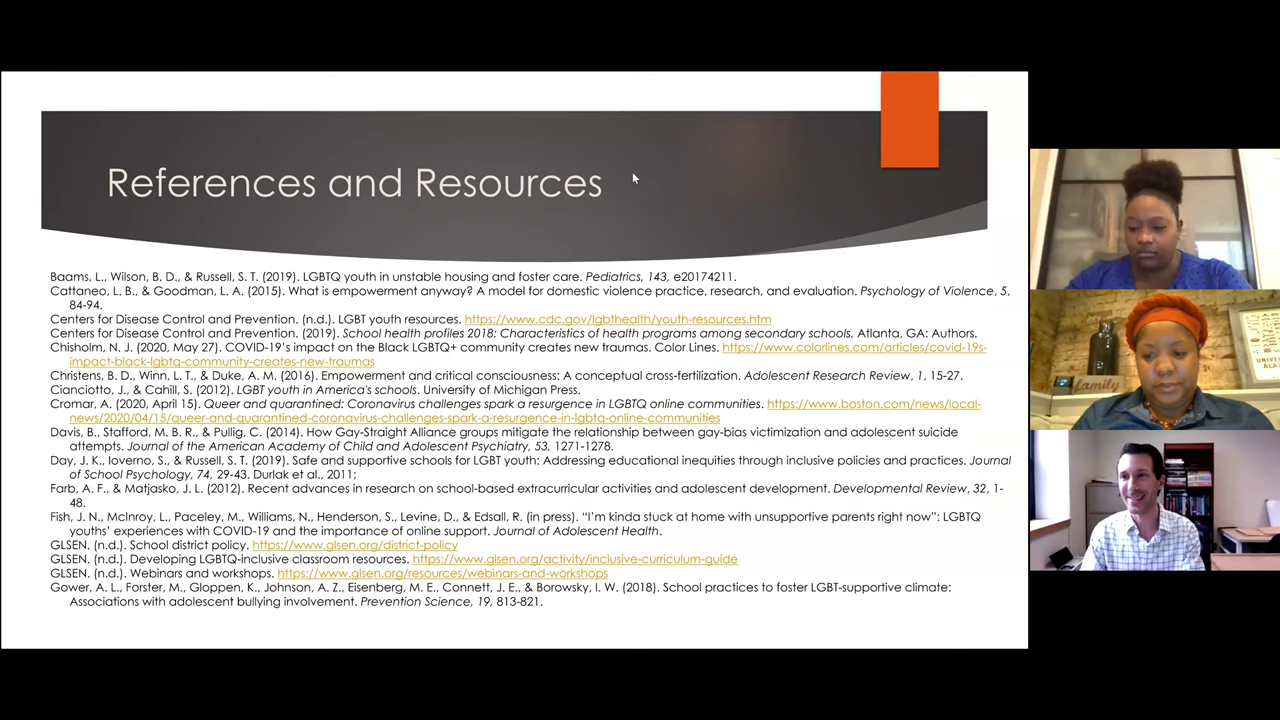 References and Resources
Baams, L., Wilson, B. D., & Russell, S. T. (2019). LGBTQ youth in unstable housing and foster care. Pediatrics, 143, e20174211.
Cattaneo, L. B., & Goodman, L. A. (2015). What is empowerment anyway? A model for domestic violence practice, research, and evaluation. Psychology of Violence, 5,
84-94.
Centers for Disease Control and Prevention. (n.d.). LGBT youth resources. https://www.cdc.gov/lgbthealth/youth-resources.htm
Centers for Disease Control and Prevention. (2019). School health profiles 2018: Characteristics of health programs among secondary schools. Atlanta, GA: Authors.
Chisholm, N. J. (2020, May 27). COVID-19's impact on the Black LGBTQ+ community creates new traumas. Color Lines. https://www.colorlines.com/articles/covid-19s-
impact-black-lgbtq-community-creates-new-traumas
Christens, B. D., Winn, L. T., & Duke, A. M. (2016). Empowerment and critical consciousness: A conceptual cross-fertilization. Adolescent Research Review, 1, 15-27.
Cianciotto, J., & Cahill, S. (2012). LGBT youth in America's schools. University of Michigan Press.
Cromar, A. (2020, April 15). Queer and quarantined: Coronavirus challenges spark a resurgence in LGBTQ online communities. https://www.boston.com/news/local-
news/2020/04/15/queer-and-quarantined-coronavirus-challenges-spark-a-resurgence-in-lgbtq-online-communities
Davis, B., Stafford, M. B. R., & Pullig, C. (2014). How Gay-Straight Alliance groups mitigate the relationship between gay-bias victimization and adolescent suicide
attempts. Journal of the American Academy of Child and Adolescent Psychiatry, 53, 1271-1278.
Day, J. K., Ioverno, S., & Russell, S. T. (2019). Safe and supportive schools for LGBT youth: Addressing educational inequities through inclusive policies and practices. Journal
of School Psychology, 74, 29-43. Durlak et al., 2011;
Farb, A. F., & Matjasko, J. L. (2012). Recent advances in research on school-based extracurricular activities and adolescent development. Developmental Review, 32, 1-
48.
Fish, J. N., McInroy, L., Paceley, M., Williams, N., Henderson, S., Levine, D., & Edsall, R. (in press). "I'm kinda stuck at home with unsupportive parents right now": LGBTQ
youths' experiences with COVID-19 and the importance of online support. Journal of Adolescent Health.
GLSEN. (n.d.). School district policy. https://www.glsen.org/district-policy
GLSEN. (n.d.). Developing LGBTQ-inclusive classroom resources. https://www.glsen.org/activity/inclusive-curriculum-guide
GLSEN. (n.d.). Webinars and workshops. https://www.glsen.org/resources/webinars-and-workshops
Gower, A. L., Forster, M., Gloppen, K., Johnson, A. Z., Eisenberg, M. E., Connett, J. E., & Borowsky, I. W. (2018). School practices to foster LGBT-supportive climate:
Associations with adolescent bullying involvement. Prevention Science, 19, 813-821.
family